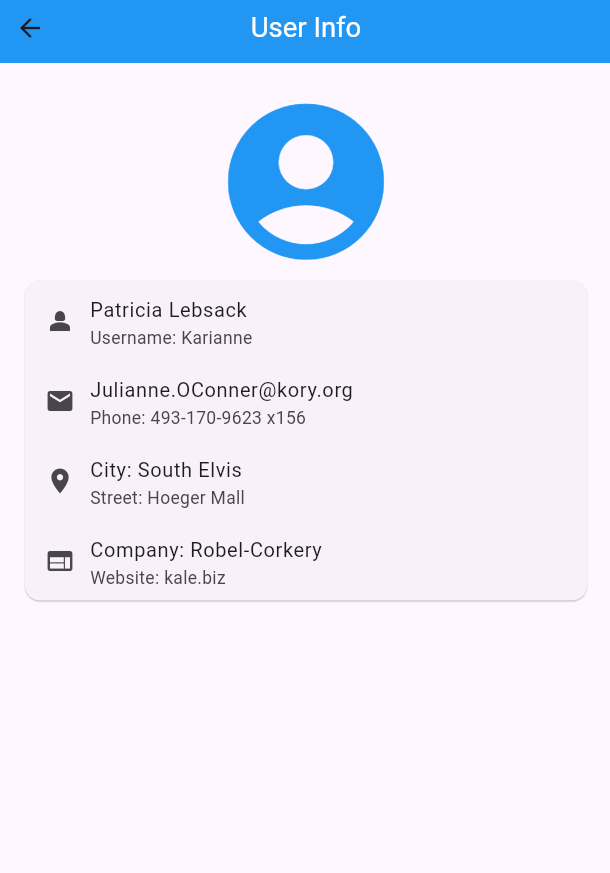 User Info
Patricia Lebsack
Username: Karianne
Julianne.OConner@kory.org
Phone: 493-170-9623 x156
City: South Elvis
Street: Hoeger Mall
Company: Robel-Corkery
Website: kale.biz